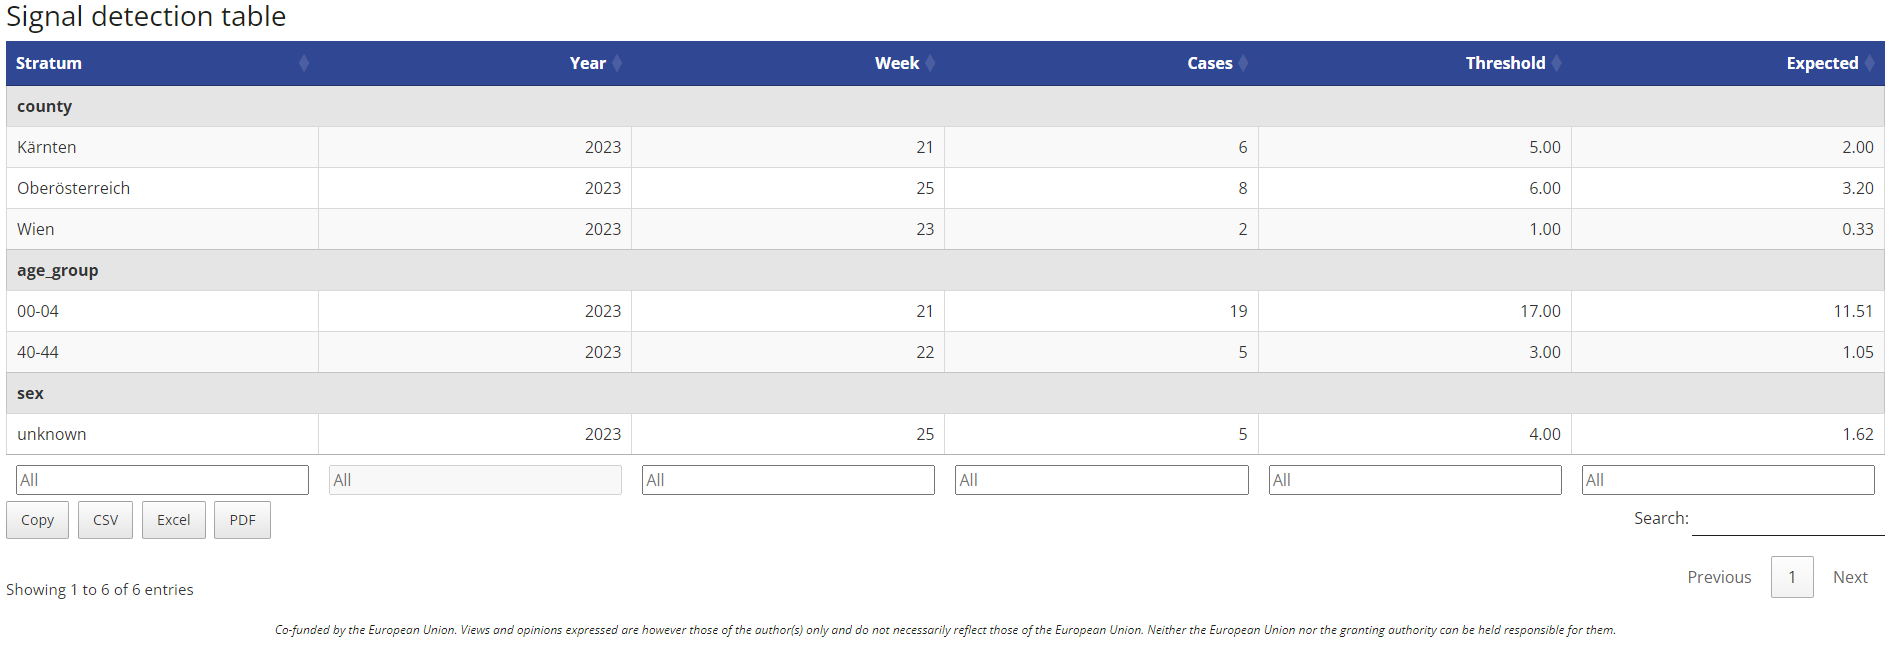 Signal detection table
Stratum Year Week Cases Threshold Expected
county
Kärnten 2023 21 6 5.00 2.00
Oberösterreich 2023 25 8 6.00 3.20
Wien 2023 23 2 1.00 0.33
age_group
00-04 2023 21 19 17.00 11.51
40-44 2023 22 5 3.00 1.05
sex
unknown 2023 25 5 4.00 1.62
All All All All All All
Copy CSV Excel PDF Search:
Previous 1 Next
Showing 1 to 6 of 6 entries
Co-funded by the European Union. Views and opinions expressed are however those of the author(s) only and do not necessarily reflect those of the European Union. Neither the European Union nor the granting authority can be held responsible for them.